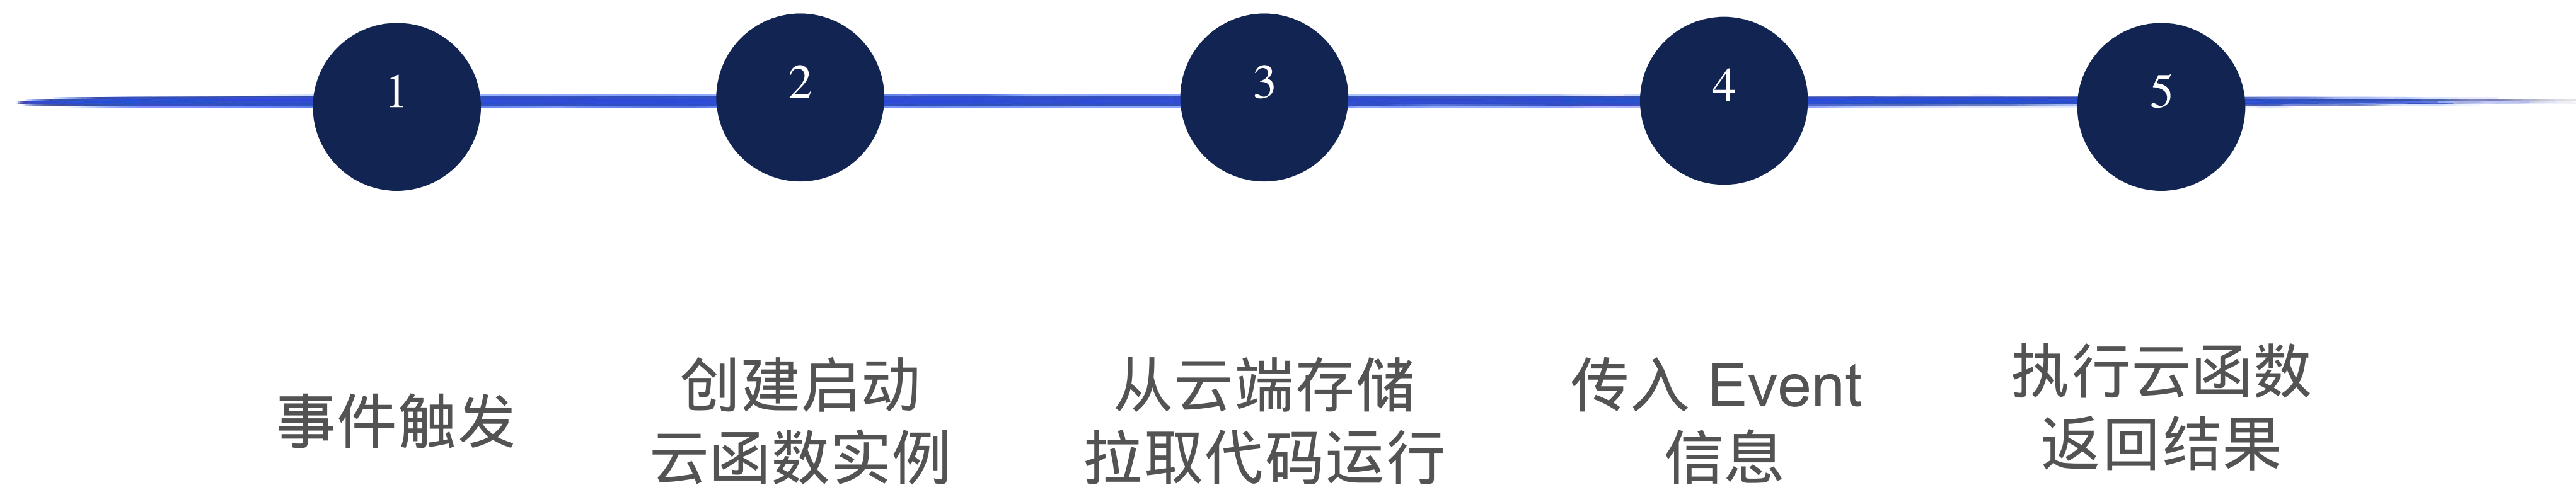 1
2
3
4
5
事件触发
创建启动
云函数实例
从云端存储
拉取代码运行
传入 Event
信息
执行云函数
返回结果